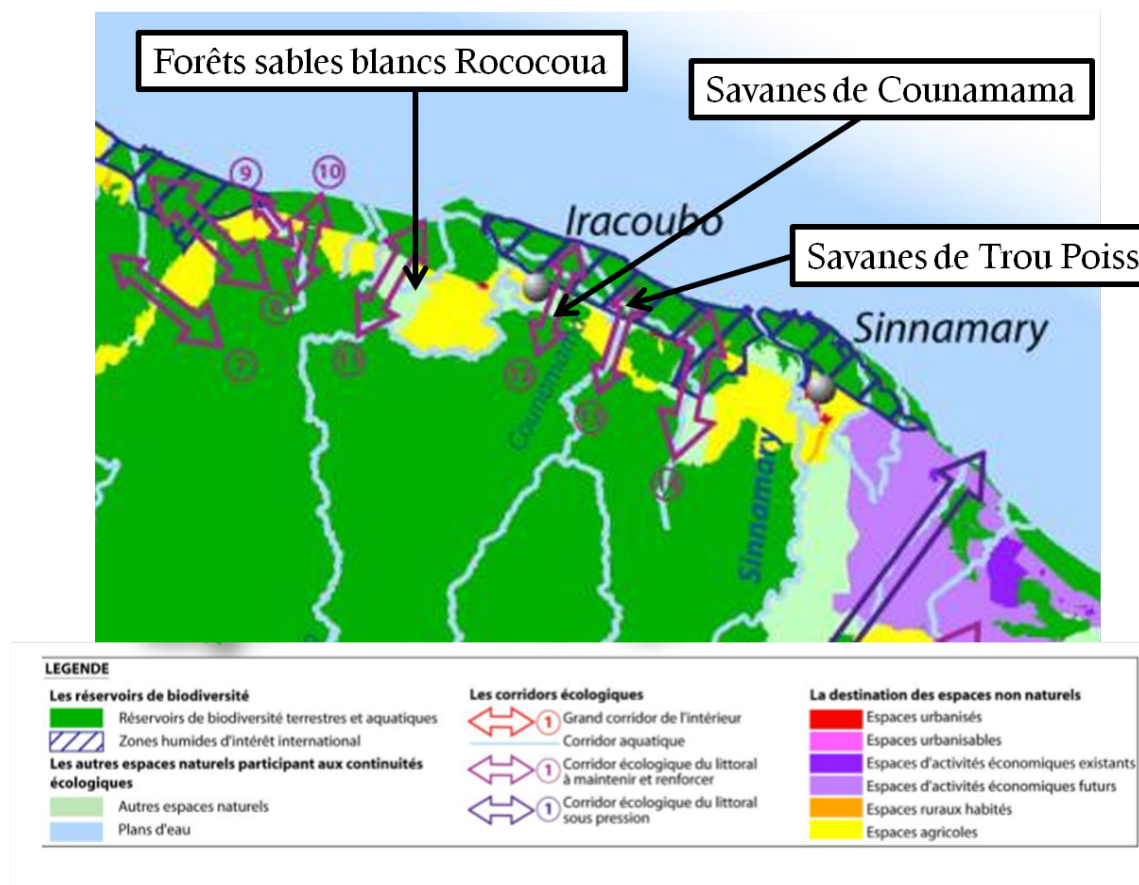 Forêts sables blancs Rococoua
Savanes de Counamama
Savanes de Trou Poiss
Iracoubo
Sinnamary
9
10
8
7
11
12
13
14
Counamama
Sinnamary
LEGENDE
Les réservoirs de biodiversité
Réservoirs de biodiversité terrestres et aquatiques
Zones humides d'intérêt international
Les autres espaces naturels participant aux continuités
écologiques
Autres espaces naturels
Plans d'eau
Les corridors écologiques
1 Grand corridor de l'intérieur
Corridor aquatique
1 Corridor écologique du littoral
à maintenir et renforcer
1 Corridor écologique du littoral
sous pression
La destination des espaces non naturels
Espaces urbanisés
Espaces urbanisables
Espaces d'activités économiques existants
Espaces d'activités économiques futurs
Espaces ruraux habités
Espaces agricoles